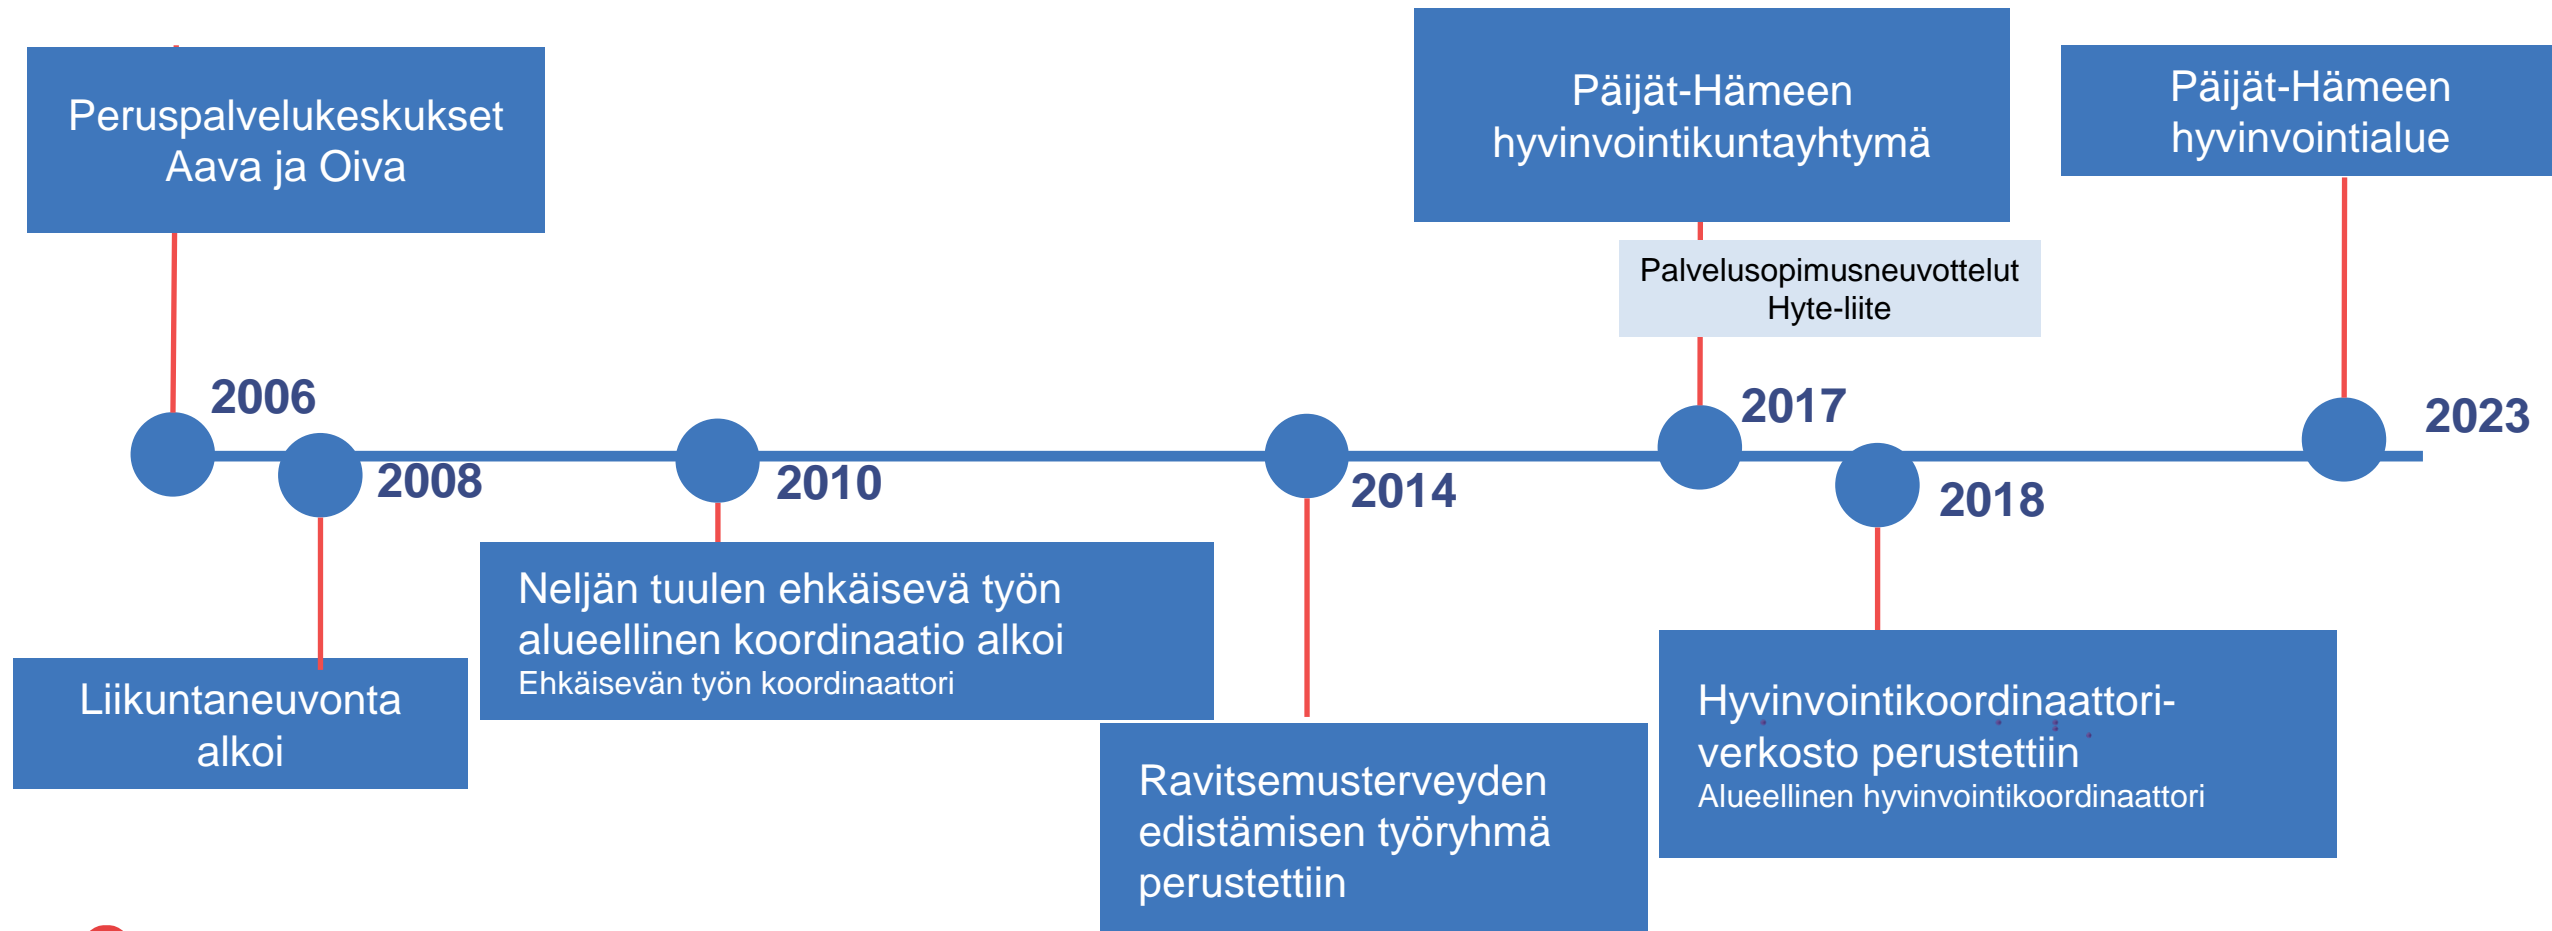 Peruspalvelukeskukset
Aava ja Oiva
Päijät-Hämeen
hyvinvointikuntayhtymä
Päijät-Hämeen
hyvinvointialue
Palvelusopimusneuvottelut
Hyte-liite
2006
2008
2010
2014
2017
2018
2023
Liikuntaneuvonta
alkoi
Neljän tuulen ehkäisevä työn
alueellinen koordinaatio alkoi
Ehkäisevän työn koordinaattori
Ravitsemusterveyden
edistämisen työryhmä
perustettiin
Hyvinvointikoordinaattori-
verkosto perustettiin
Alueellinen hyvinvointikoordinaattori